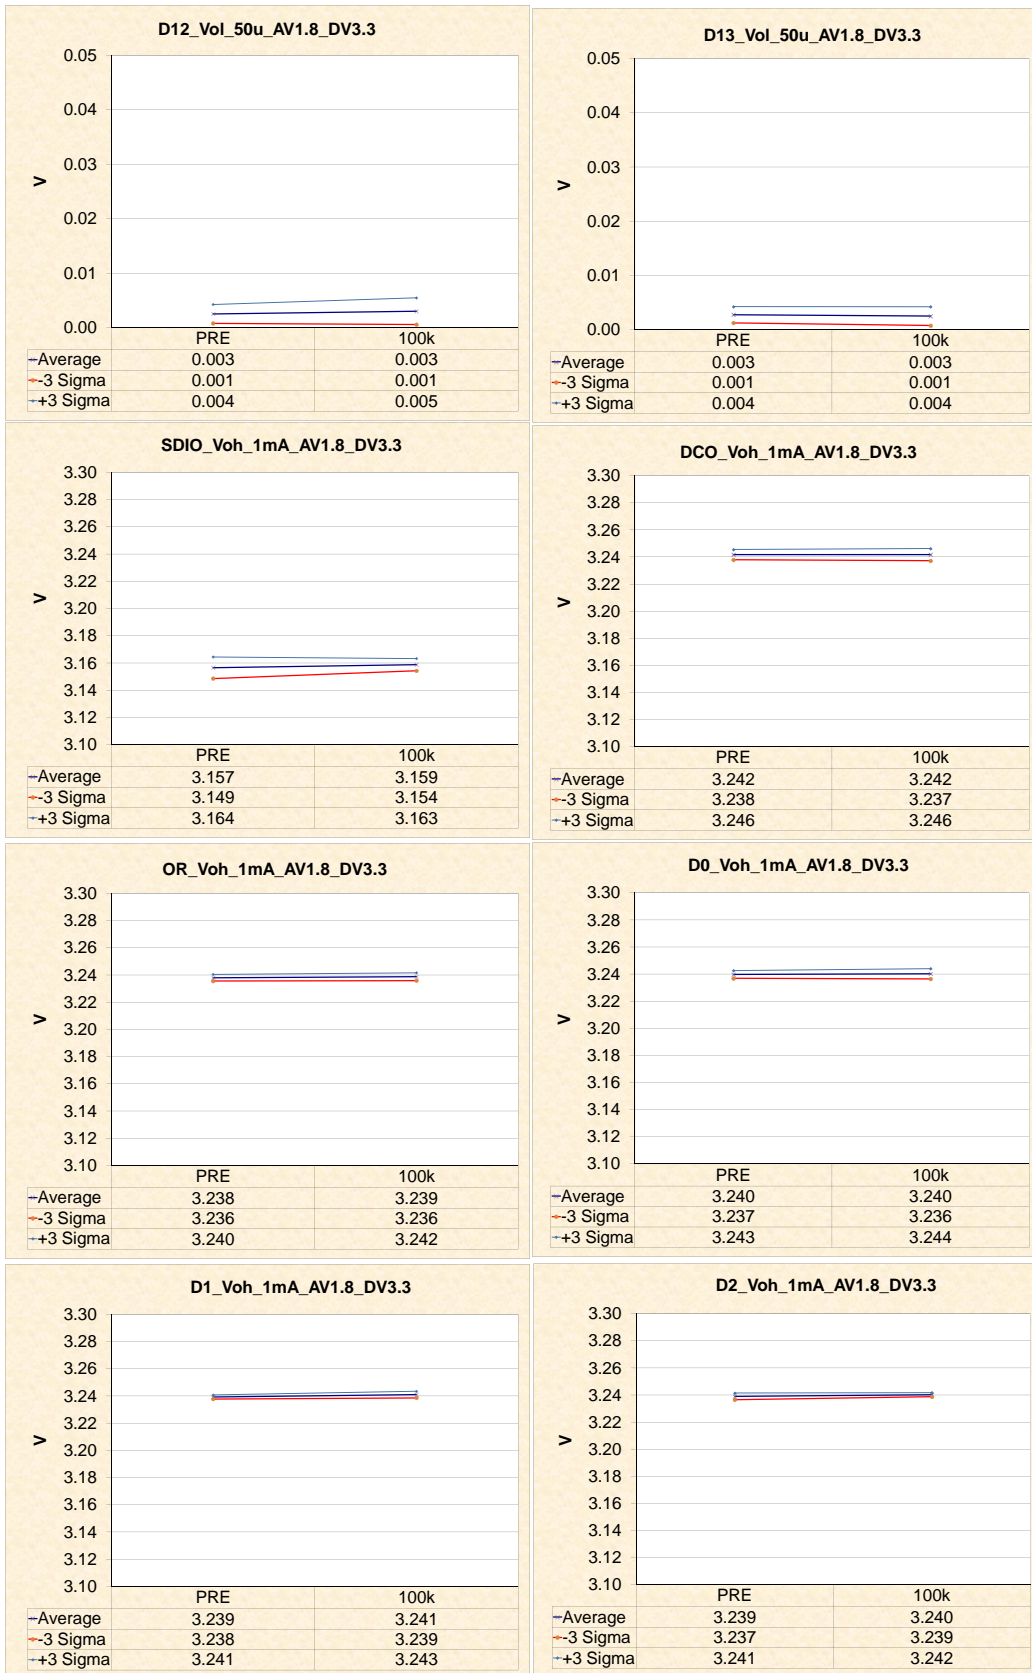 D12_Vol_50u_AV1.8_DV3.3
0.05
0.04
0.03
0.02
0.01
0.00
V
PRE 100k
Average 0.003 0.003
-3 Sigma 0.001 0.001
+3 Sigma 0.004 0.005
D13_Vol_50u_AV1.8_DV3.3
0.05
0.04
0.03
0.02
0.01
0.00
V
PRE 100k
Average 0.003 0.003
-3 Sigma 0.001 0.001
+3 Sigma 0.004 0.004
SDIO_Voh_1mA_AV1.8_DV3.3
3.30
3.28
3.26
3.24
3.22
3.20
3.18
3.16
3.14
3.12
3.10
V
PRE 100k
Average 3.157 3.159
-3 Sigma 3.149 3.154
+3 Sigma 3.164 3.163
DCO_Voh_1mA_AV1.8_DV3.3
3.30
3.28
3.26
3.24
3.22
3.20
3.18
3.16
3.14
3.12
3.10
V
PRE 100k
Average 3.242 3.242
-3 Sigma 3.238 3.237
+3 Sigma 3.246 3.246
OR_Voh_1mA_AV1.8_DV3.3
3.30
3.28
3.26
3.24
3.22
3.20
3.18
3.16
3.14
3.12
3.10
V
PRE 100k
Average 3.238 3.239
-3 Sigma 3.236 3.236
+3 Sigma 3.240 3.242
D0_Voh_1mA_AV1.8_DV3.3
3.30
3.28
3.26
3.24
3.22
3.20
3.18
3.16
3.14
3.12
3.10
V
PRE 100k
Average 3.240 3.240
-3 Sigma 3.237 3.236
+3 Sigma 3.243 3.244
D1_Voh_1mA_AV1.8_DV3.3
3.30
3.28
3.26
3.24
3.22
3.20
3.18
3.16
3.14
3.12
3.10
V
PRE 100k
Average 3.239 3.241
-3 Sigma 3.238 3.239
+3 Sigma 3.241 3.243
D2_Voh_1mA_AV1.8_DV3.3
3.30
3.28
3.26
3.24
3.22
3.20
3.18
3.16
3.14
3.12
3.10
V
PRE 100k
Average 3.239 3.240
-3 Sigma 3.237 3.239
+3 Sigma 3.241 3.242